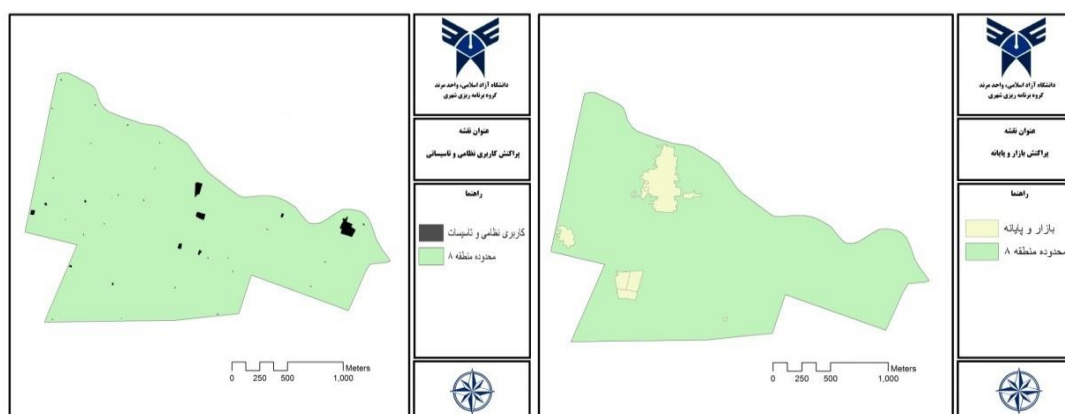 دانشگاه آزاد اسلامی، واحد مرند
گروه برنامه ریزی شهری
عنوان نقشه
پراکنش کاربری نظامی و تاسیساتی
راهنما
کاربری نظامی و تاسیسات
محدوده منطقه ۸
Meters
0 250 500 1,000
دانشگاه آزاد اسلامی، واحد مرند
گروه برنامه ریزی شهری
عنوان نقشه
پراکنش بازار و پایانه
راهنما
بازار و پایانه
محدوده منطقه ۸
Meters
0 250 500 1,000